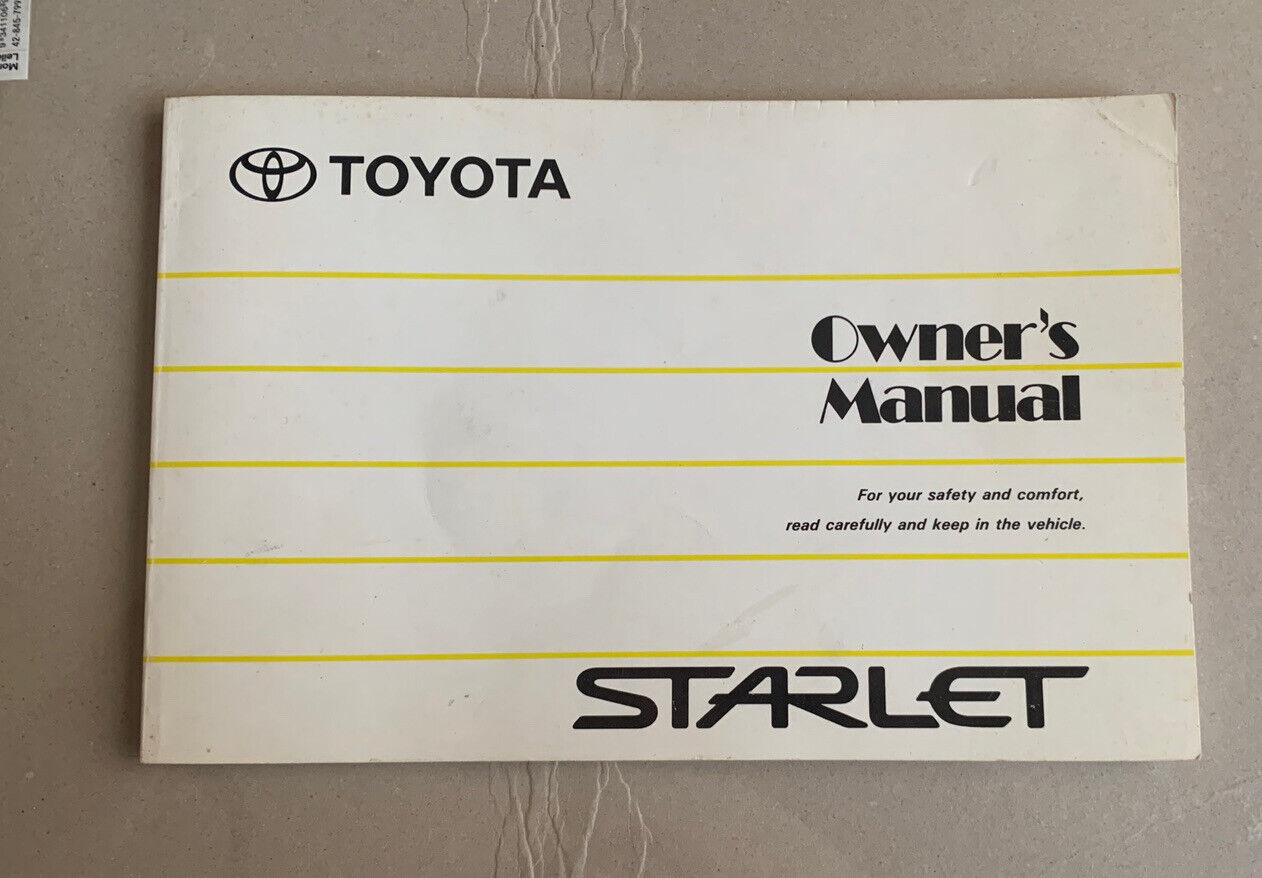 TOYOTA
Owner's
Manual
For your safety and comfort,
read carefully and keep in the vehicle.
STARLET